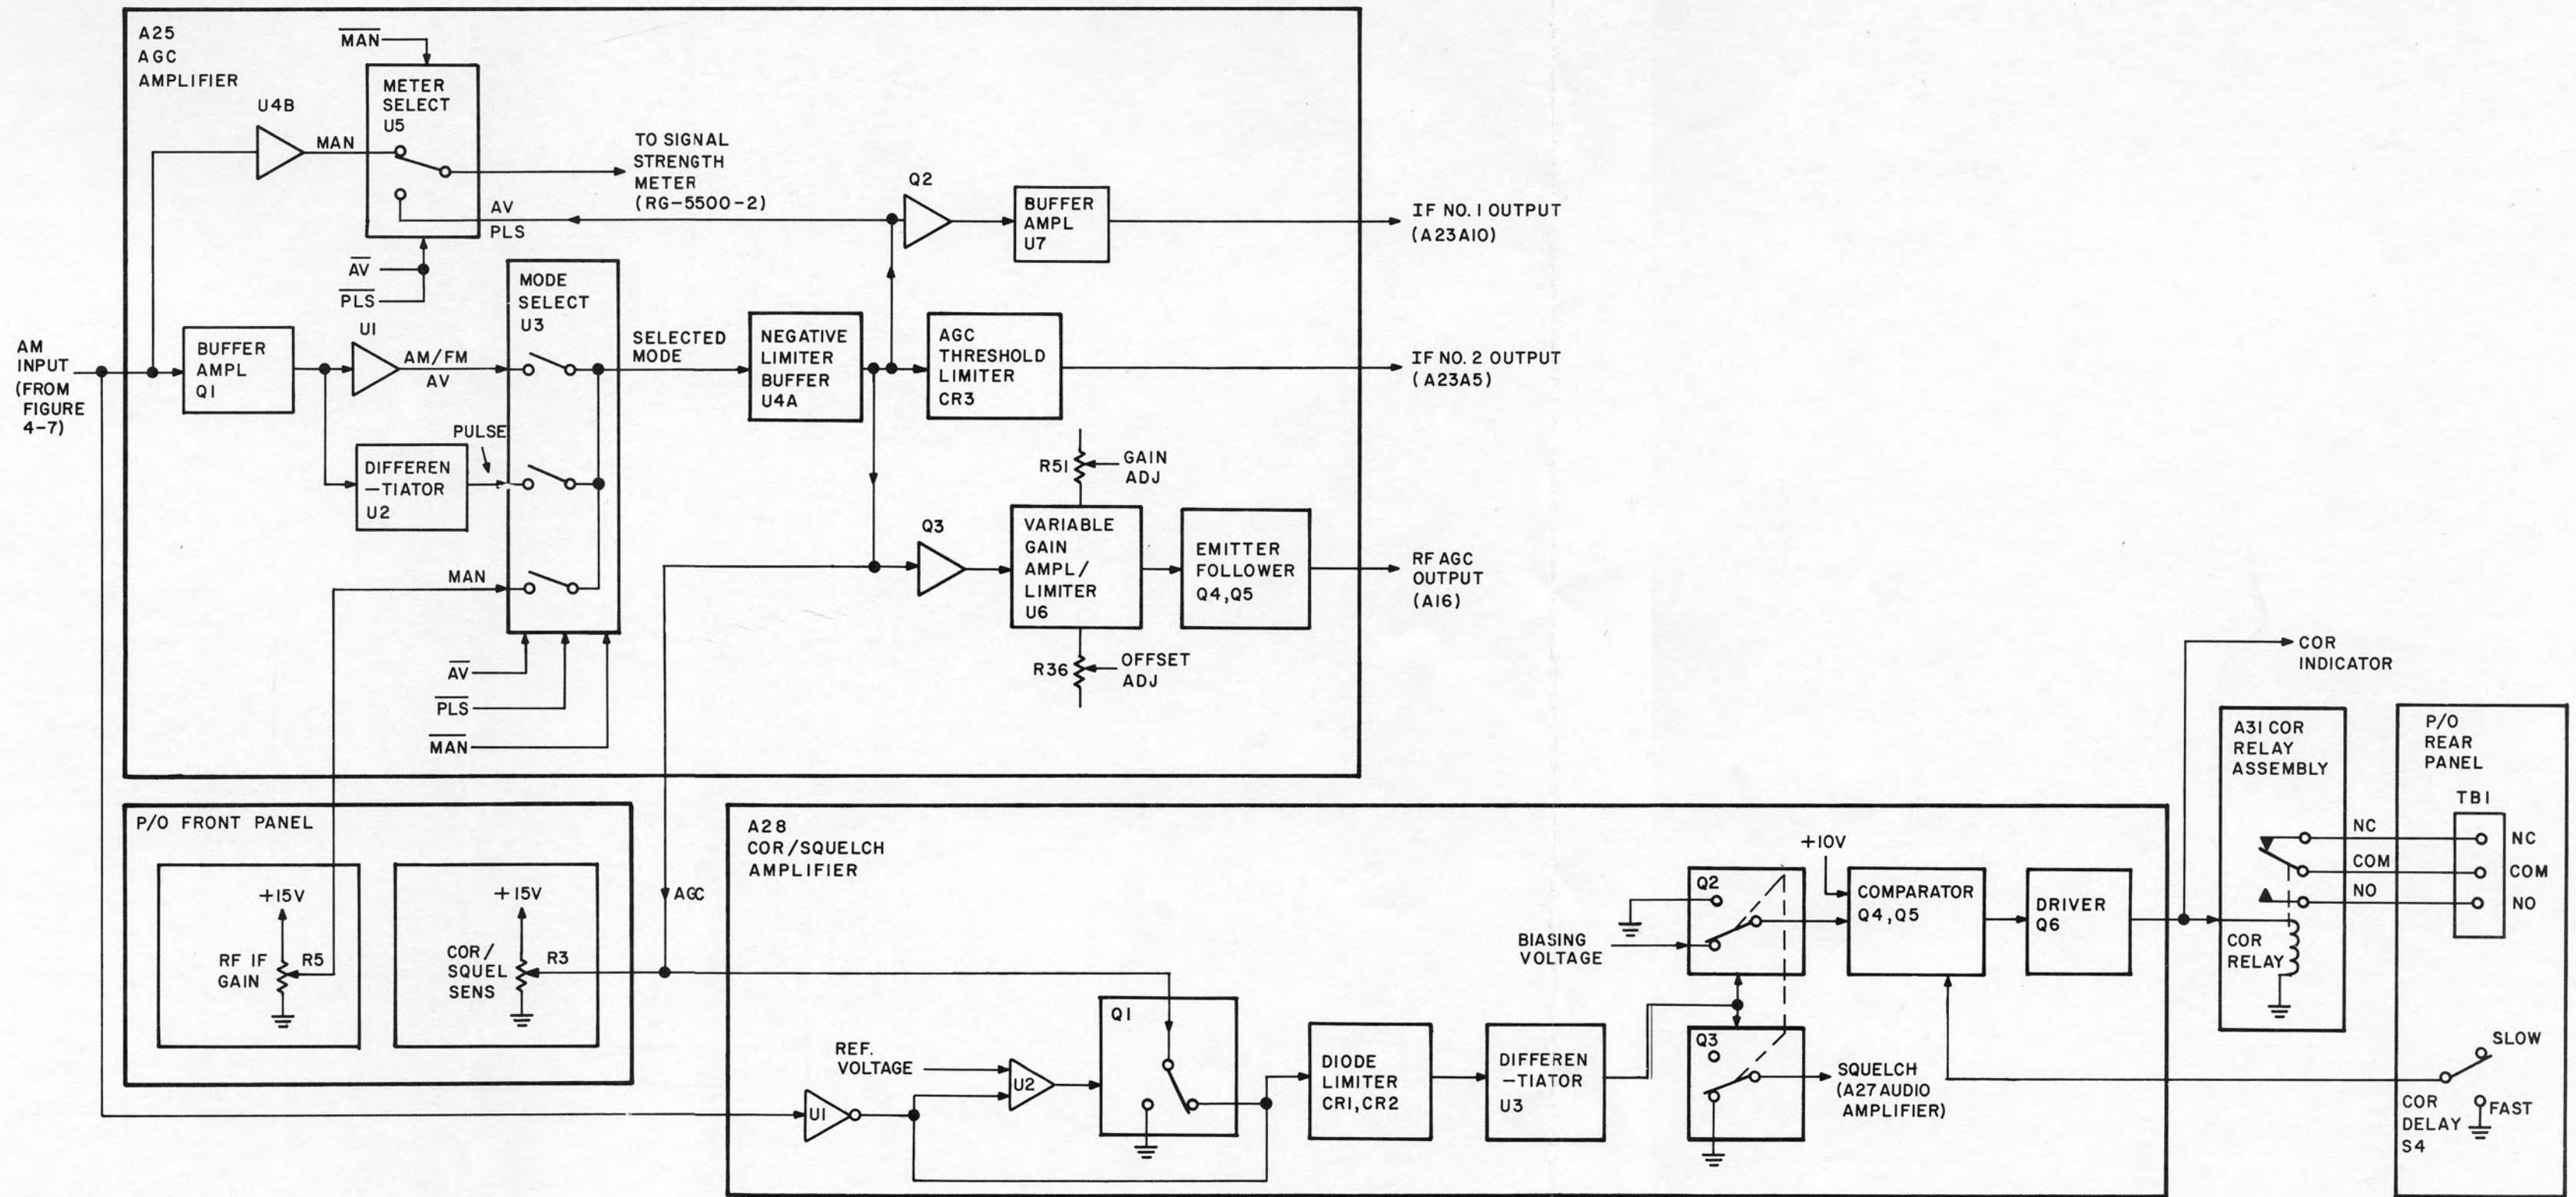 A25
AGC
AMPLIFIER
MAN
METER
SELECT
U5
U4B
MAN
TO SIGNAL
STRENGTH
METER
(RG-5500-2)
AV
PLS
AV
PLS
Q2
BUFFER
AMPL
U7
IF NO. 1 OUTPUT
(A23A10)
AM
INPUT
(FROM
FIGURE
4-7)
BUFFER
AMPL
Q1
U1
AM/FM
AV
MODE
SELECT
U3
SELECTED
MODE
NEGATIVE
LIMITER
BUFFER
U4A
AGC
THRESHOLD
LIMITER
CR3
IF NO. 2 OUTPUT
(A23A5)
PULSE
DIFFEREN
-TIATOR
U2
MAN
AV
PLS
MAN
R51
GAIN
ADJ
Q3
VARIABLE
GAIN
AMPL/
LIMITER
U6
EMITTER
FOLLOWER
Q4,Q5
RF AGC
OUTPUT
(A16)
R36
OFFSET
ADJ
P/O FRONT PANEL
+15V
RF IF
GAIN
R5
+15V
COR/
SQUEL
SENS
R3
AGC
A28
COR/SQUELCH
AMPLIFIER
REF.
VOLTAGE
U1
U2
Q1
DIODE
LIMITER
CR1,CR2
DIFFEREN
-TIATOR
U3
BIASING
VOLTAGE
Q2
Q3
SQUELCH
(A27 AUDIO
AMPLIFIER)
+10V
COMPARATOR
Q4,Q5
DRIVER
Q6
COR
INDICATOR
A31 COR
RELAY
ASSEMBLY
COR
RELAY
NC
COM
NO
P/O
REAR
PANEL
TB1
NC
COM
NO
SLOW
FAST
COR
DELAY
S4